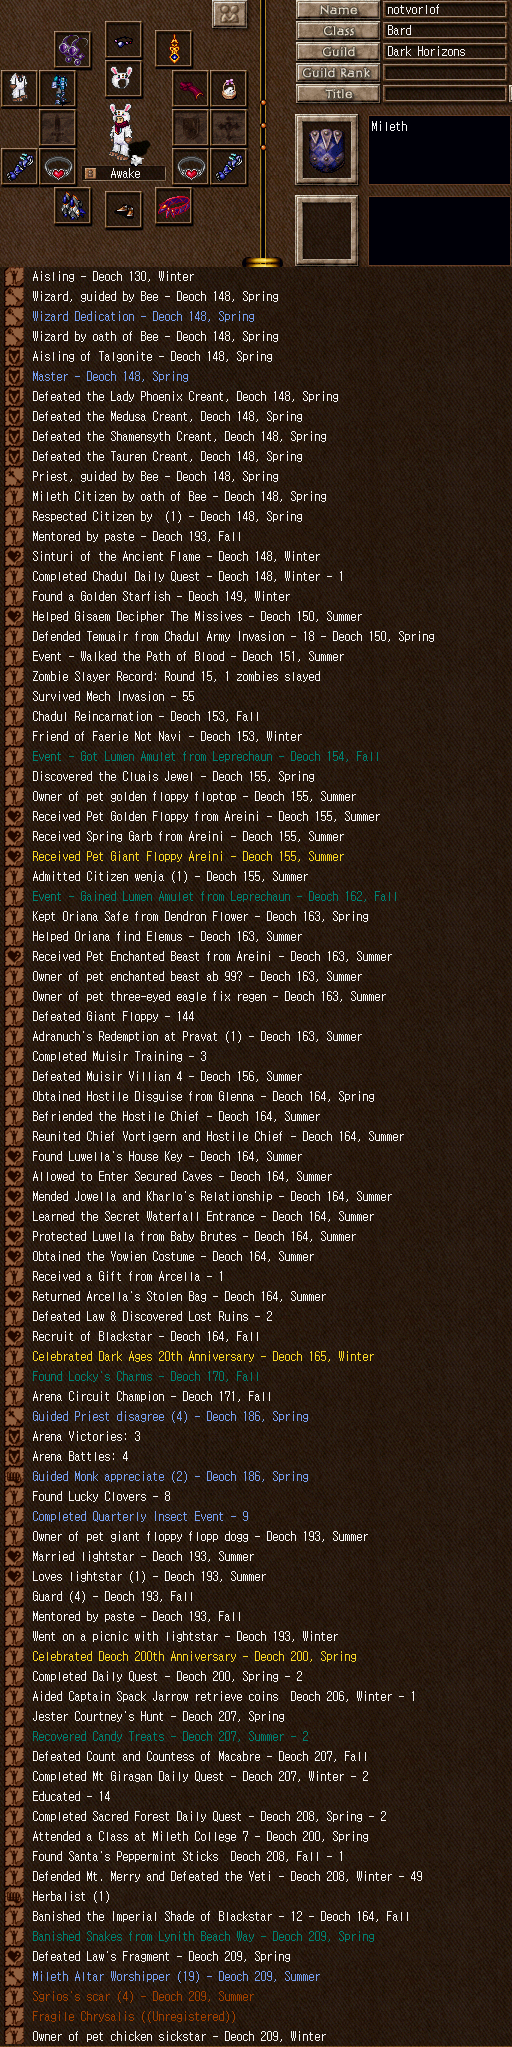 Name notvorlof
Class Bard
Guild Dark Horizons
Guild Rank
Title
Mileth
Awake
Aisling - Deoch 130, Winter
Wizard, guided by Bee - Deoch 148, Spring
Wizard Dedication - Deoch 148, Spring
Wizard by oath of Bee - Deoch 148, Spring
Aisling of Talgonite - Deoch 148, Spring
Master - Deoch 148, Spring
Defeated the Lady Phoenix Creant, Deoch 148, Spring
Defeated the Medusa Creant, Deoch 148, Spring
Defeated the Shamensyth Creant, Deoch 148, Spring
Defeated the Tauren Creant, Deoch 148, Spring
Priest, guided by Bee - Deoch 148, Spring
Mileth Citizen by oath of Bee - Deoch 148, Spring
Respected Citizen by  (1) - Deoch 148, Spring
Mentored by paste - Deoch 193, Fall
Sinturi of the Ancient Flame - Deoch 148, Winter
Completed Chadul Daily Quest - Deoch 148, Winter - 1
Found a Golden Starfish - Deoch 149, Winter
Helped Gisaem Decipher The Missives - Deoch 150, Summer
Defended Temuair from Chadul Army Invasion - 18 - Deoch 150, Spring
Event - Walked the Path of Blood - Deoch 151, Summer
Zombie Slayer Record: Round 15, 1 zombies slayed
Survived Mech Invasion - 55
Chadul Reincarnation - Deoch 153, Fall
Friend of Faerie Not Navi - Deoch 153, Winter
Event - Got Lumen Amulet from Leprechaun - Deoch 154, Fall
Discovered the Cluais Jewel - Deoch 155, Spring
Owner of pet golden floppy floptop - Deoch 155, Summer
Received Pet Golden Floppy from Areini - Deoch 155, Summer
Received Spring Garb from Areini - Deoch 155, Summer
Received Pet Giant Floppy Areini - Deoch 155, Summer
Admitted Citizen wenja (1) - Deoch 155, Summer
Event - Gained Lumen Amulet from Leprechaun - Deoch 162, Fall
Kept Oriana Safe from Dendron Flower - Deoch 163, Spring
Helped Oriana find Elemus - Deoch 163, Summer
Received Pet Enchanted Beast from Areini - Deoch 163, Summer
Owner of pet enchanted beast ab 99? - Deoch 163, Summer
Owner of pet three-eyed eagle fix regen - Deoch 163, Summer
Defeated Giant Floppy - 144
Adranuch's Redemption at Pravat (1) - Deoch 163, Summer
Completed Muisir Training - 3
Defeated Muisir Villian 4 - Deoch 156, Summer
Obtained Hostile Disguise from Glenna - Deoch 164, Spring
Befriended the Hostile Chief - Deoch 164, Summer
Reunited Chief Vortigern and Hostile Chief - Deoch 164, Summer
Found Luwella's House Key - Deoch 164, Summer
Allowed to Enter Secured Caves - Deoch 164, Summer
Mended Jowella and Kharlo's Relationship - Deoch 164, Summer
Learned the Secret Waterfall Entrance - Deoch 164, Summer
Protected Luwella from Baby Brutes - Deoch 164, Summer
Obtained the Yowien Costume - Deoch 164, Summer
Received a Gift from Arcella - 1
Returned Arcella's Stolen Bag - Deoch 164, Summer
Defeated Law & Discovered Lost Ruins - 2
Recruit of Blackstar - Deoch 164, Fall
Celebrated Dark Ages 20th Anniversary - Deoch 165, Winter
Found Locky's Charms - Deoch 170, Fall
Arena Circuit Champion - Deoch 171, Fall
Guided Priest disagree (4) - Deoch 186, Spring
Arena Victories: 3
Arena Battles: 4
Guided Monk appreciate (2) - Deoch 186, Spring
Found Lucky Clovers - 8
Completed Quarterly Insect Event - 9
Owner of pet giant floppy flopp dogg - Deoch 193, Summer
Married lightstar - Deoch 193, Summer
Loves lightstar (1) - Deoch 193, Summer
Guard (4) - Deoch 193, Fall
Mentored by paste - Deoch 193, Fall
Went on a picnic with lightstar - Deoch 193, Winter
Celebrated Deoch 200th Anniversary - Deoch 200, Spring
Completed Daily Quest - Deoch 200, Spring - 2
Aided Captain Spack Jarrow retrieve coins  Deoch 206, Winter - 1
Jester Courtney's Hunt - Deoch 207, Spring
Recovered Candy Treats - Deoch 207, Summer - 2
Defeated Count and Countess of Macabre - Deoch 207, Fall
Completed Mt Giragan Daily Quest - Deoch 207, Winter - 2
Educated - 14
Completed Sacred Forest Daily Quest - Deoch 208, Spring - 2
Attended a Class at Mileth College 7 - Deoch 200, Spring
Found Santa's Peppermint Sticks  Deoch 208, Fall - 1
Defended Mt. Merry and Defeated the Yeti - Deoch 208, Winter - 49
Herbalist (1)
Banished the Imperial Shade of Blackstar - 12 - Deoch 164, Fall
Banished Snakes from Lynith Beach Way - Deoch 209, Spring
Defeated Law's Fragment - Deoch 209, Spring
Mileth Altar Worshipper (19) - Deoch 209, Summer
Sgrios's scar (4) - Deoch 209, Summer
Fragile Chrysalis ((Unregistered))
Owner of pet chicken sickstar - Deoch 209, Winter